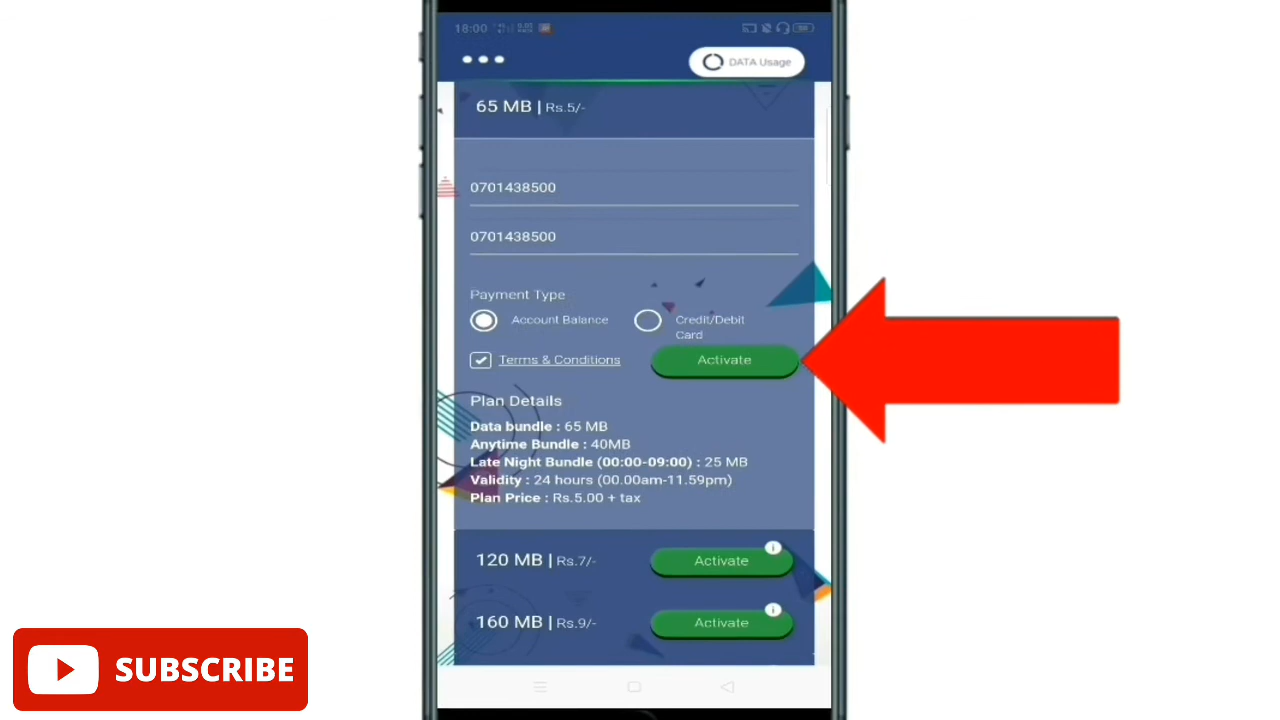 18:00
DATA Usage
65 MB | Rs.5/-
0701438500
0701438500
Payment Type
Account Balance
Credit/Debit
Card
Terms & Conditions
Activate
Plan Details
Data bundle : 65 MB
Anytime Bundle : 40MB
Late Night Bundle (00:00-09:00) : 25 MB
Validity : 24 hours (00.00am-11.59pm)
Plan Price : Rs.5.00 + tax
120 MB | Rs.7/-
Activate
i
160 MB | Rs.9/-
Activate
i
SUBSCRIBE